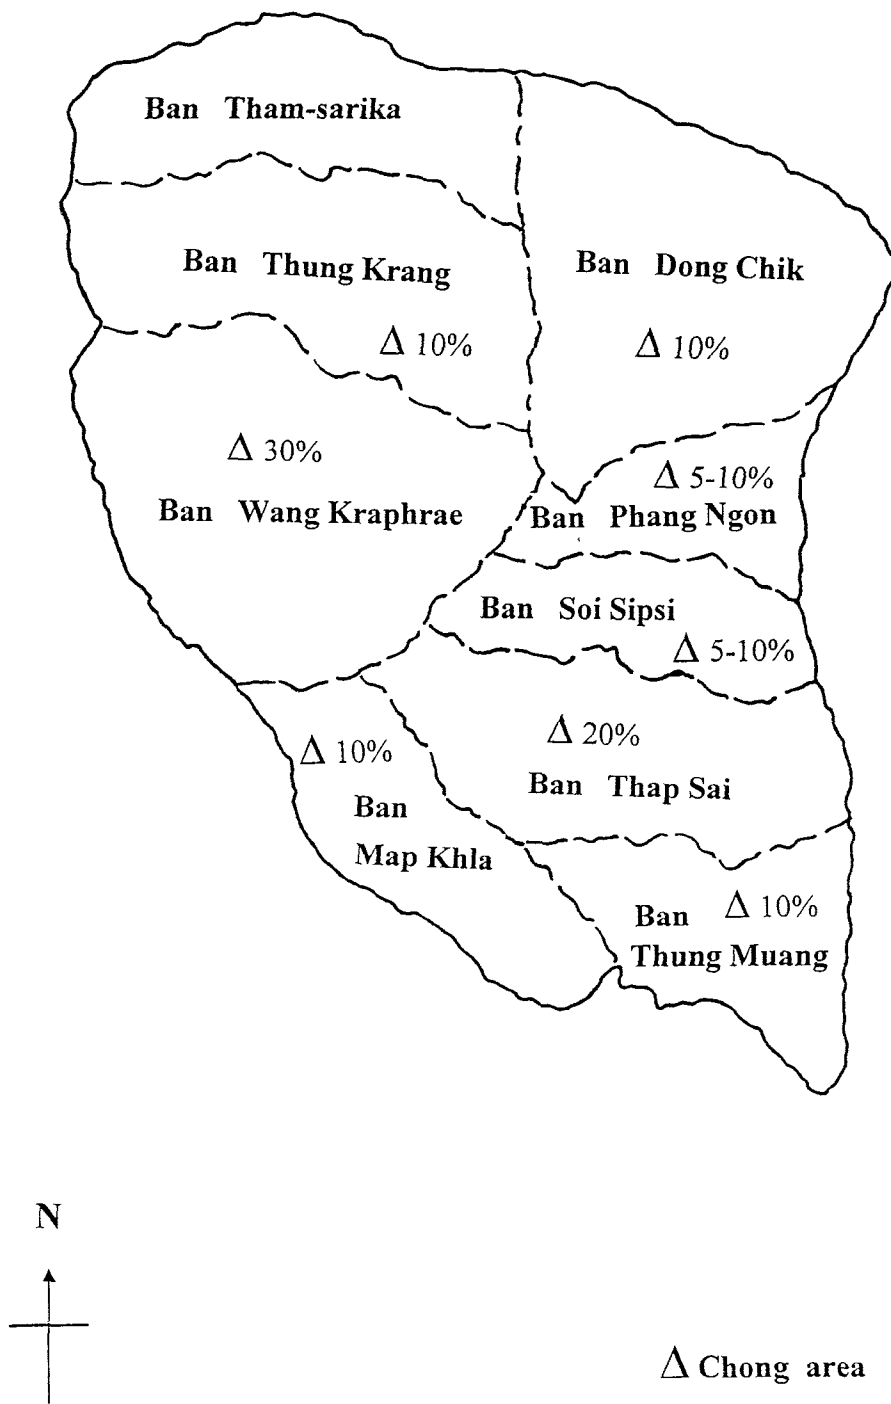 Ban Tham-sarika
Ban Thung Krang
Δ 10%
Ban Dong Chik
Δ 10%
Δ 30%
Ban Wang Kraphrae
Δ 5-10%
Ban Phang Ngon
Ban Soi Sipsi
Δ 5-10%
Δ 20%
Ban Thap Sai
Δ 10%
Ban
Map Khla
Ban Δ 10%
Thung Muang
N
Δ Chong area